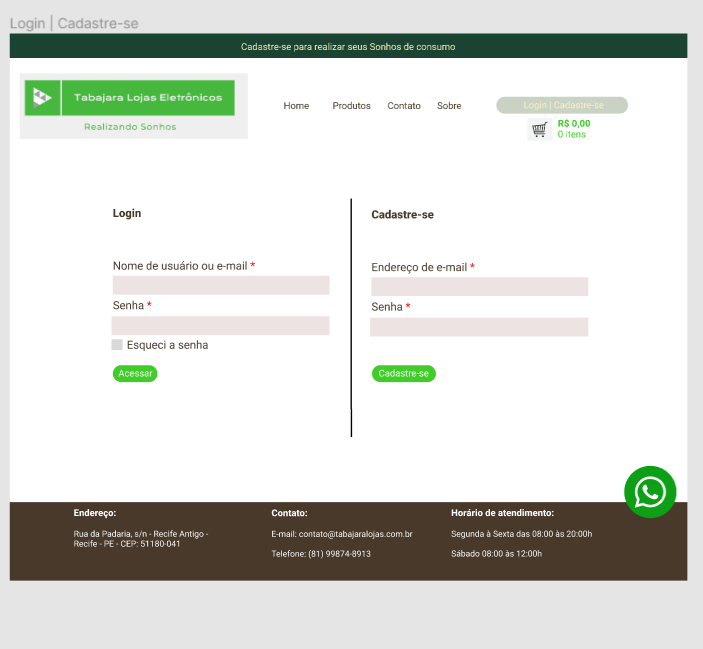 Login | Cadastre-se
Cadastre-se para realizar seus Sonhos de consumo
Tabajara Lojas Eletrônicos
Realizando Sonhos
Home Produtos Contato Sobre
Login | Cadastre-se
R$ 0,00
0 itens
Login
Nome de usuário ou e-mail *
Senha *
Esqueci a senha
Acessar
Cadastre-se
Endereço de e-mail *
Senha *
Cadastre-se
Endereço:
Rua da Padaria, s/n - Recife Antigo -
Recife - PE - CEP: 51180-041
Contato:
E-mail: contato@tabajaralojas.com.br
Telefone: (81) 99874-8913
Horário de atendimento:
Segunda à Sexta das 08:00 às 20:00h
Sábado 08:00 às 12:00h